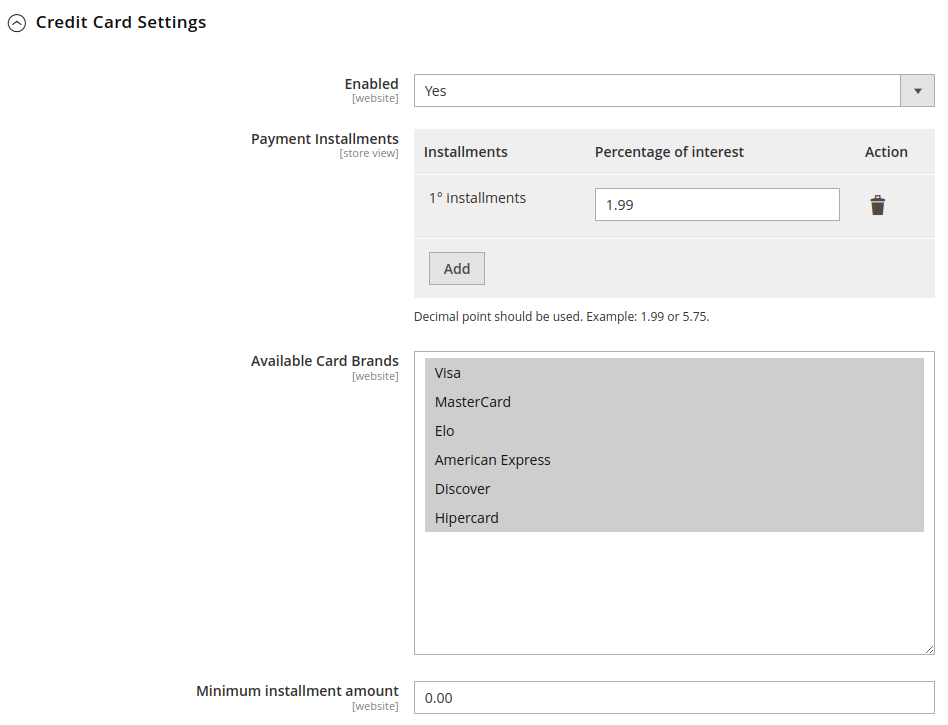 Credit Card Settings
Enabled
[website]
Yes
Payment Installments
[store view]
Installments Percentage of interest Action
1º installments 1.99
Add
Decimal point should be used. Example: 1.99 or 5.75.
Available Card Brands
[website]
Visa
MasterCard
Elo
American Express
Discover
Hipercard
Minimum installment amount
[website]
0.00